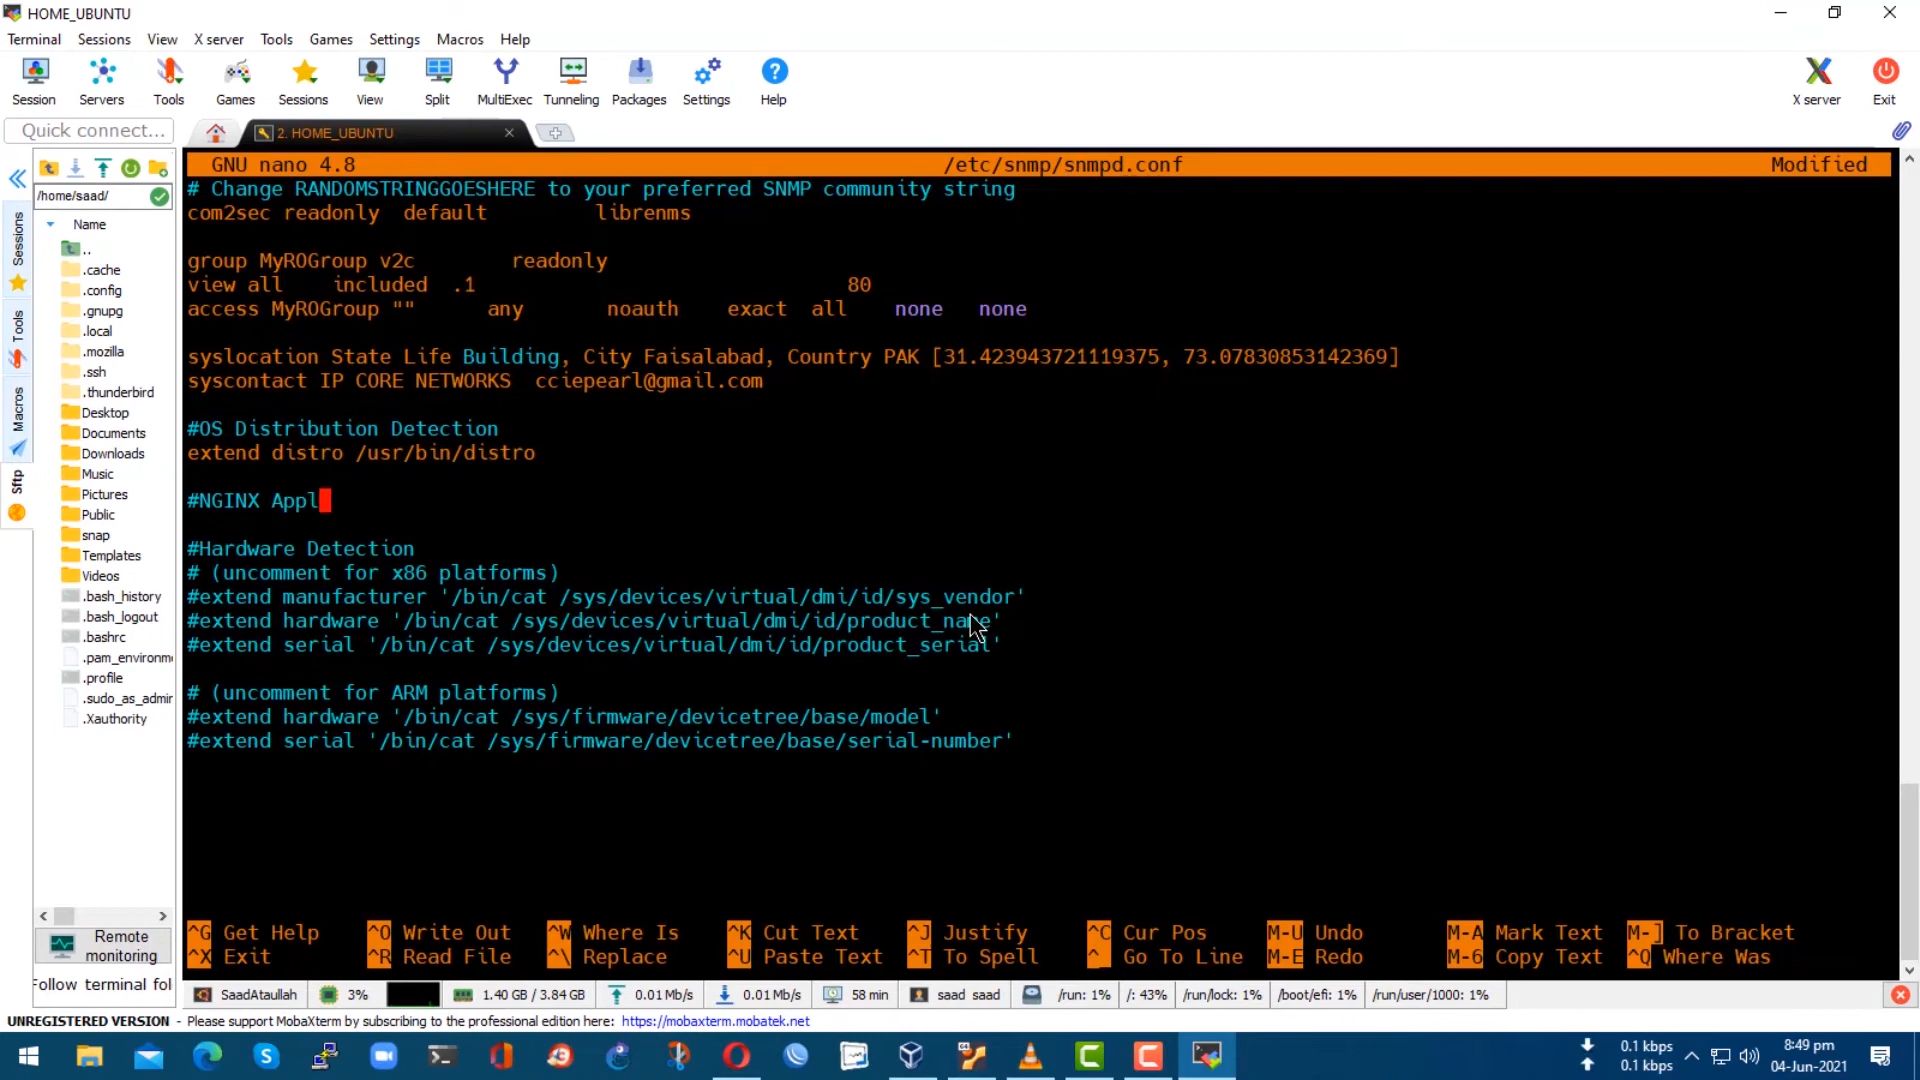 HOME_UBUNTU
Terminal Sessions View X server Tools Games Settings Macros Help
Session Servers Tools Games Sessions View Split MultiExec Tunneling Packages Settings Help X server Exit
Quick connect... 2. HOME_UBUNTU
/home/saad/
Name
..
.cache
.config
.gnupg
.local
.mozilla
.ssh
.thunderbird
Desktop
Documents
Downloads
Music
Pictures
Public
snap
Templates
Videos
.bash_history
.bash_logout
.bashrc
.pam_environm
.profile
.sudo_as_admir
.Xauthority
Sessions
Tools
Macros
Sftp
Remote
monitoring
Follow terminal fol
GNU nano 4.8 /etc/snmp/snmpd.conf Modified
# Change RANDOMSTRINGGOESHERE to your preferred SNMP community string
com2sec readonly default librenms
group MyROGroup v2c readonly
view all included .1 80
access MyROGroup "" any noauth exact all none none
syslocation State Life Building, City Faisalabad, Country PAK [31.423943721119375, 73.07830853142369]
syscontact IP CORE NETWORKS cciepearl@gmail.com
#OS Distribution Detection
extend distro /usr/bin/distro
#NGINX Appl
#Hardware Detection
# (uncomment for x86 platforms)
#extend manufacturer '/bin/cat /sys/devices/virtual/dmi/id/sys_vendor'
#extend hardware '/bin/cat /sys/devices/virtual/dmi/id/product_name'
#extend serial '/bin/cat /sys/devices/virtual/dmi/id/product_serial'
# (uncomment for ARM platforms)
#extend hardware '/bin/cat /sys/firmware/devicetree/base/model'
#extend serial '/bin/cat /sys/firmware/devicetree/base/serial-number'
^G Get Help ^O Write Out ^W Where Is ^K Cut Text ^J Justify ^C Cur Pos M-U Undo M-A Mark Text M-] To Bracket
^X Exit ^R Read File ^\ Replace ^U Paste Text ^T To Spell ^_ Go To Line M-E Redo M-6 Copy Text ^Q Where Was
SaadAtaullah 3% 1.40 GB / 3.84 GB 0.01 Mb/s 0.01 Mb/s 58 min saad saad /run: 1% /: 43% /run/lock: 1% /boot/efi: 1% /run/user/1000: 1%
UNREGISTERED VERSION - Please support MobaXterm by subscribing to the professional edition here: https://mobaxterm.mobatek.net
0.1 kbps
0.1 kbps
8:49 pm
04-Jun-2021